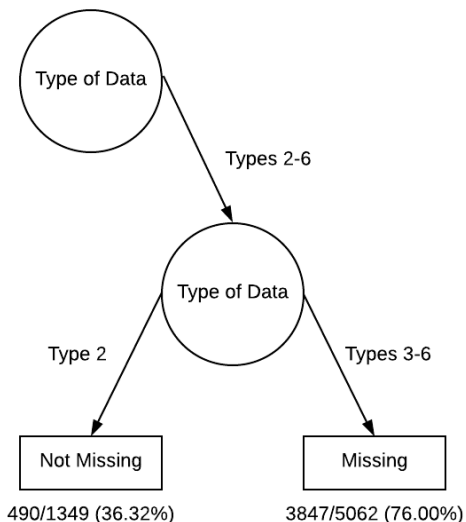 Type of Data
Types 2-6
Type of Data
Type 2
Types 3-6
Not Missing
Missing
490/1349 (36.32%)
3847/5062 (76.00%)